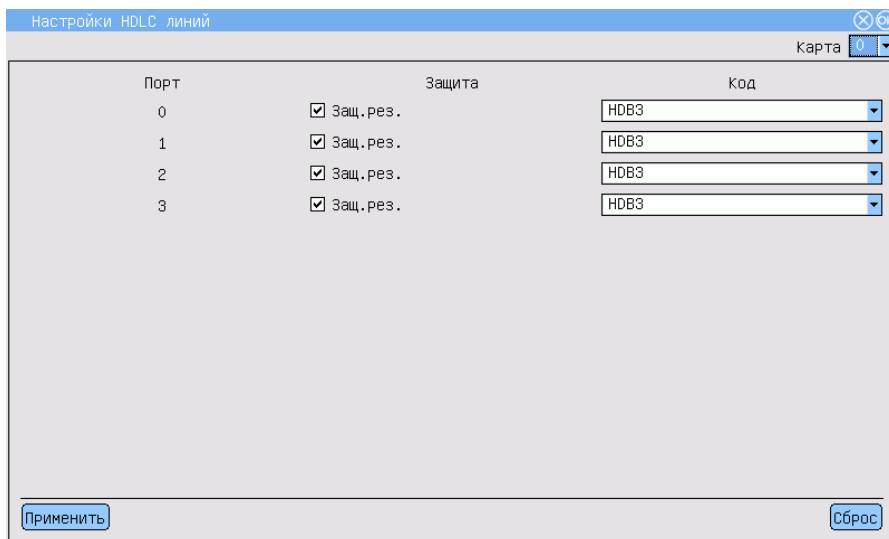 Настройки HDLC линий
Карта 0
Порт Защита Код
0 Защ.рез. HDB3
1 Защ.рез. HDB3
2 Защ.рез. HDB3
3 Защ.рез. HDB3
Применить Сброс